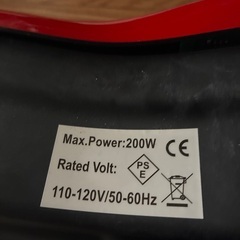 Max.Power:200W CE
Rated Volt: PS
E
110-120V/50-60Hz